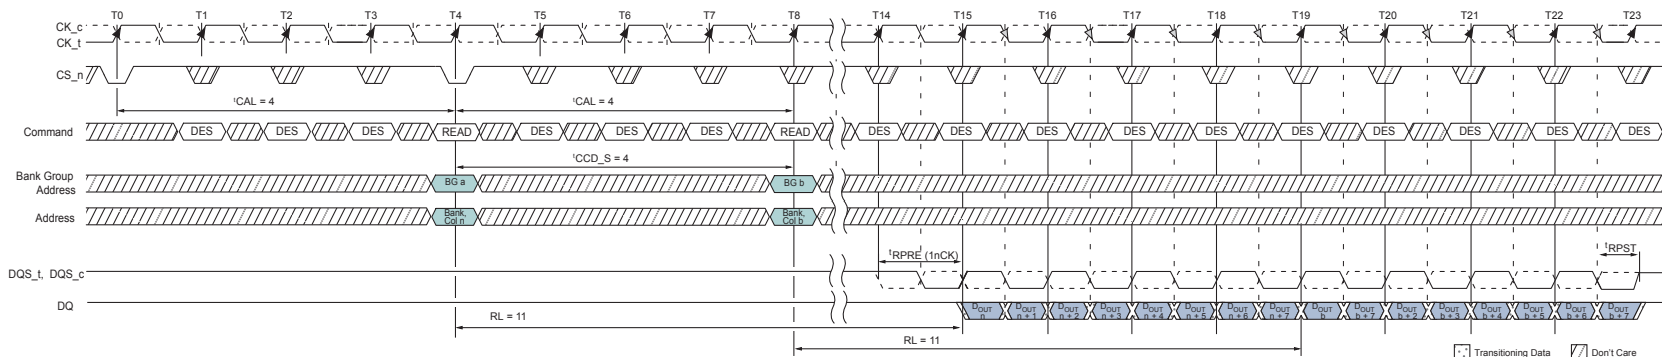 T0 T1 T2 T3 T4 T5 T6 T7 T8 T14 T15 T16 T17 T18 T19 T20 T21 T22 T23
CK_c
CK_t
CS_n
tCAL = 4 tCAL = 4
Command DES DES DES READ DES DES DES READ DES DES DES DES DES DES DES DES DES DES
tCCD_S = 4
Bank Group
Address
BG a BG b
Address
Bank,
Col n
Bank,
Col b
tRPRE (1nCK) tRPST
DQS_t, DQS_c
DQ
DOUT n DOUT n + 1 DOUT n + 2 DOUT n + 3 DOUT n + 4 DOUT n + 5 DOUT n + 6 DOUT n + 7 DOUT b DOUT b + 7 DOUT b + 2 DOUT b + 3 DOUT b + 4 DOUT b + 5 DOUT b + 6 DOUT b + 7
RL = 11
RL = 11
Transitioning Data Don't Care